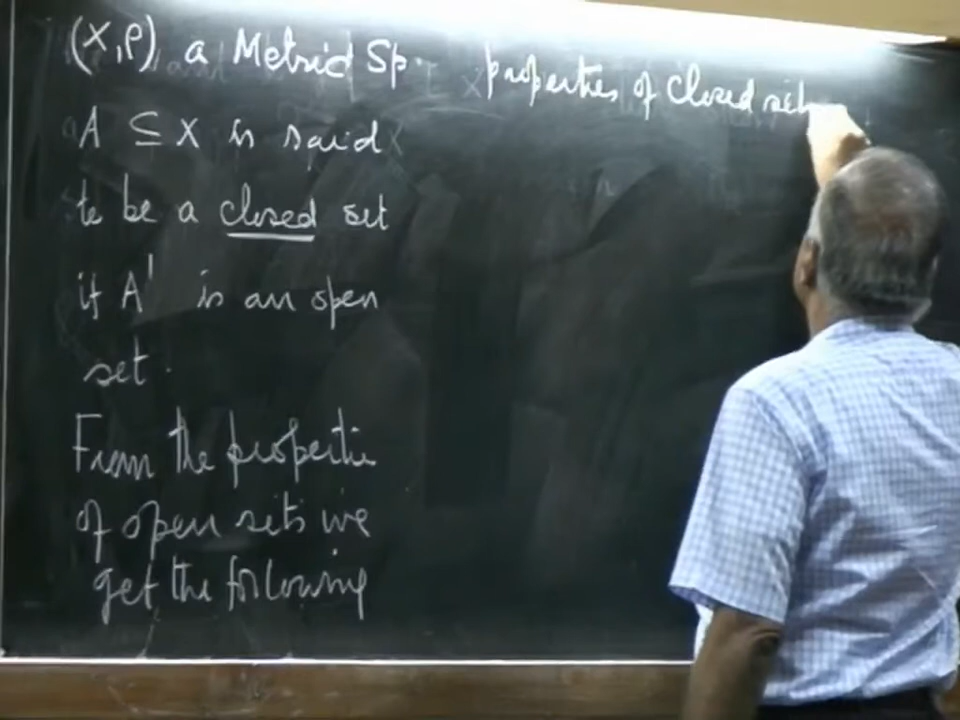 (X, ρ) a Metric Sp.
A ⊆ X is said
to be a closed set
if A' is an open
set.
From the propertie
of open sets we
get the following
properties of closed sets